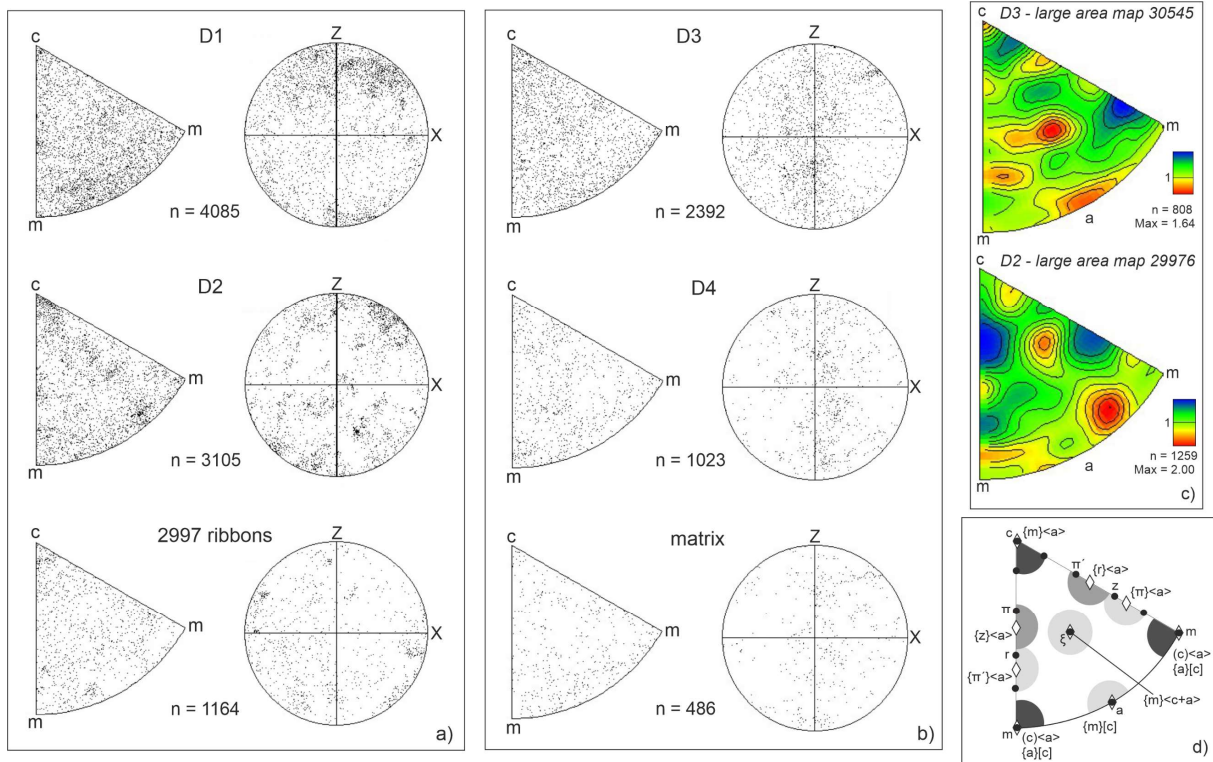 D1
c
m
m
n = 4085
Z
X
D2
c
m
m
n = 3105
Z
X
2997 ribbons
c
m
m
n = 1164
Z
X
a)
D3
c
m
m
n = 2392
Z
X
D4
c
m
m
n = 1023
Z
X
matrix
c
m
m
n = 486
Z
X
b)
D3 - large area map 30545
c
m
1
a
n = 808
Max = 1.64
m
D2 - large area map 29976
c
m
1
a
n = 1259
Max = 2.00
m
c)
c {m}<a>
π´ {r}<a>
z {π}<a>
π
{z}<a>
ξ
m
r
(c)<a>
{a}[c]
{π´}<a>
{m}<c+a>
a
m (c)<a>
{a}[c]
{m}[c]
d)